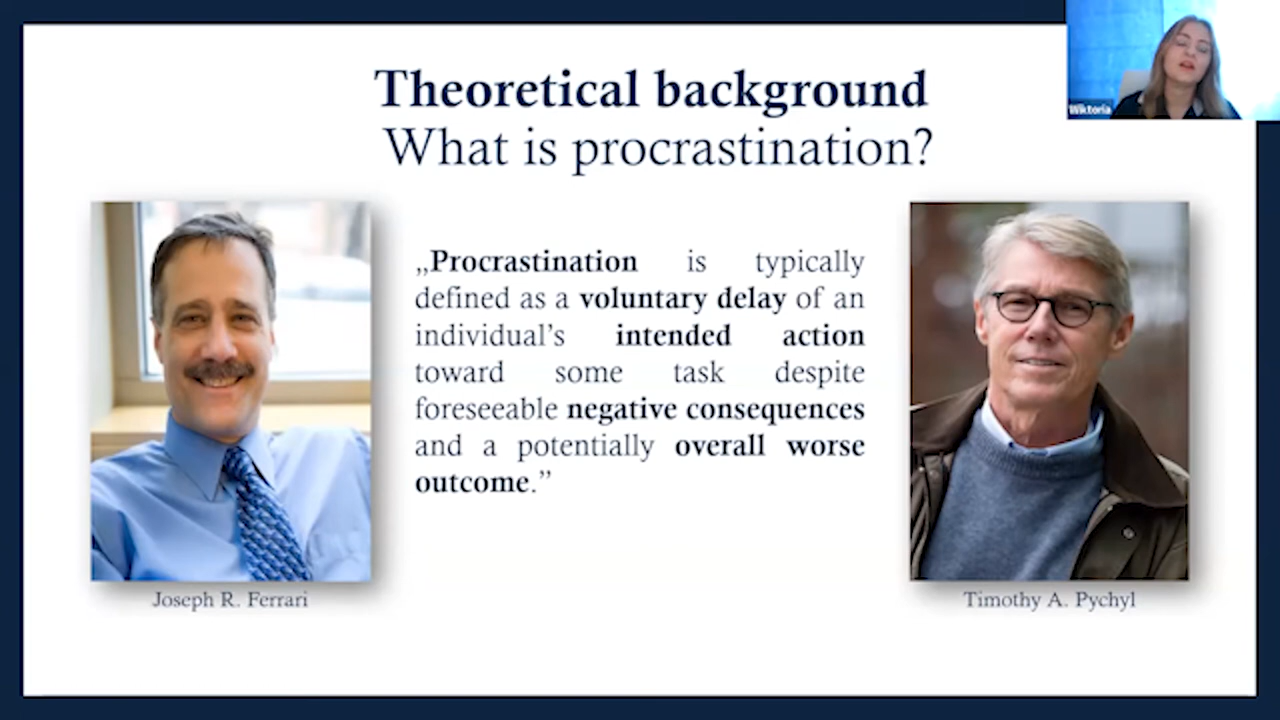 Theoretical background
What is procrastination?
Wiktoria
„Procrastination is typically
defined as a voluntary delay of an
individual’s intended action
toward some task despite
foreseeable negative consequences
and a potentially overall worse
outcome.”
Joseph R. Ferrari
Timothy A. Pychyl